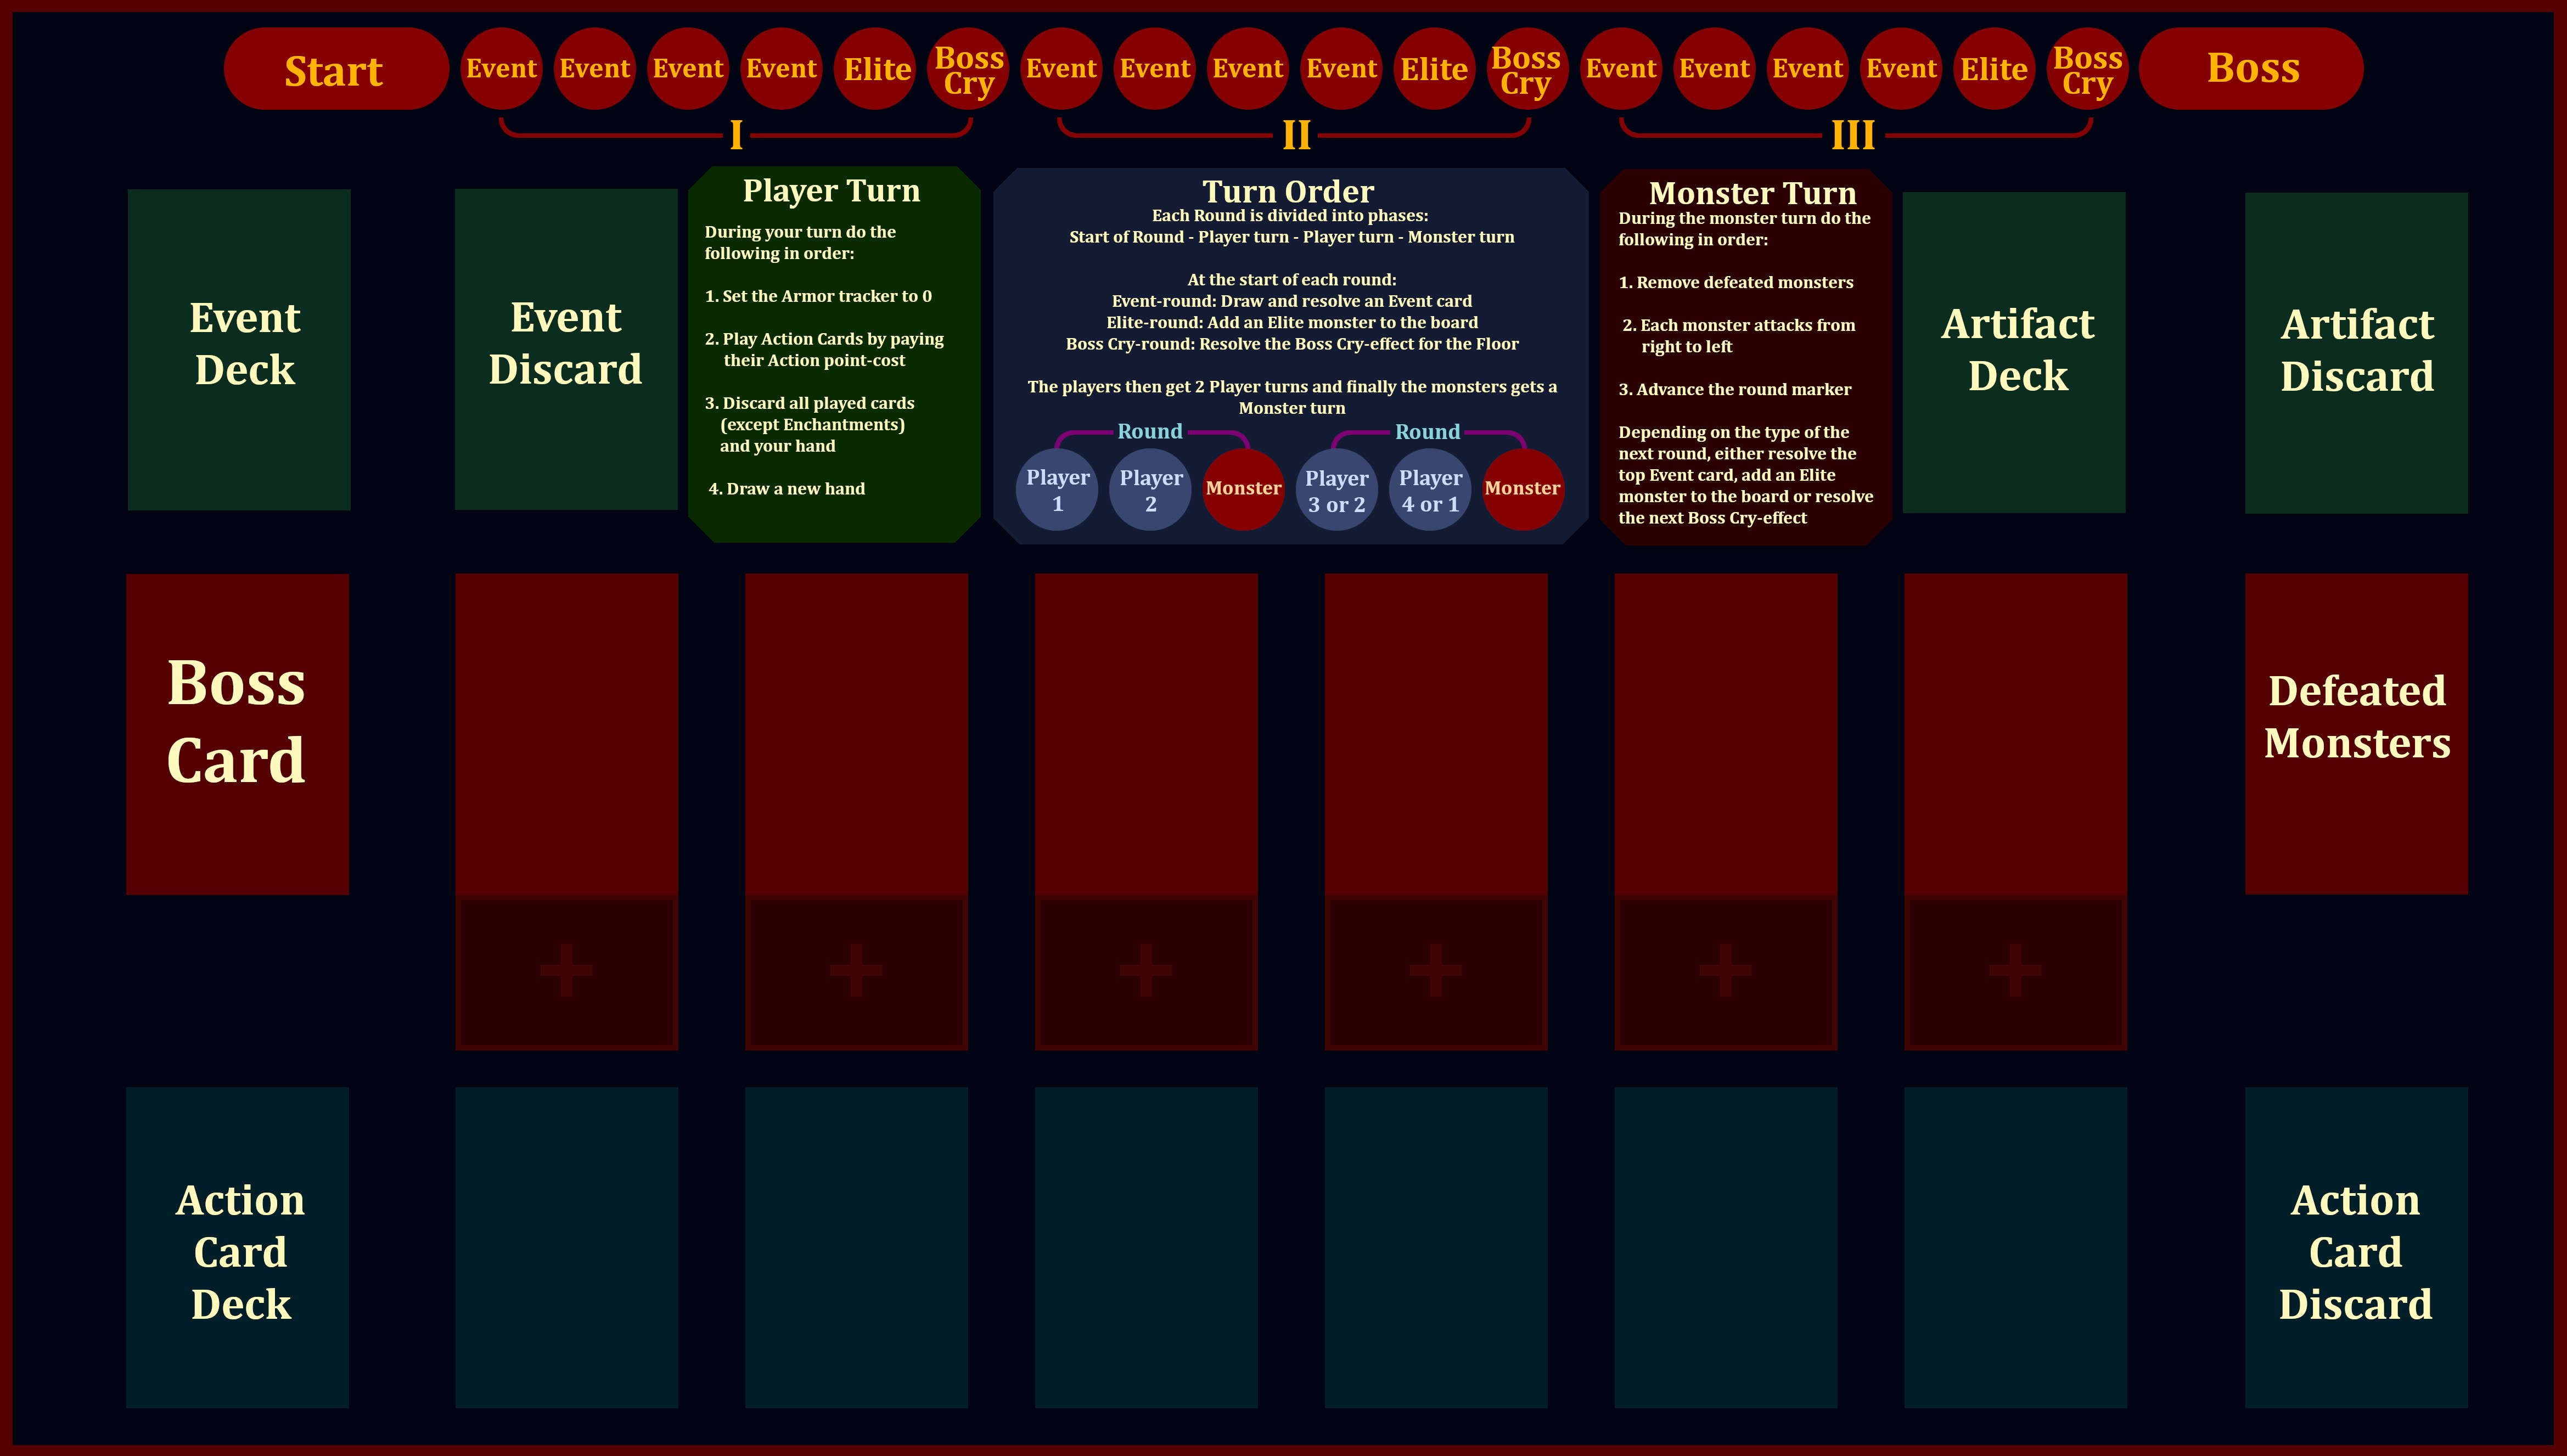 Start
Event
Event
Event
Event
Elite
Boss
Cry
Event
Event
Event
Event
Elite
Boss
Cry
Event
Event
Event
Event
Elite
Boss
Cry
Boss
I
II
III
Event
Deck
Event
Discard
Player Turn
During your turn do the
following in order:
1. Set the Armor tracker to 0
2. Play Action Cards by paying
their Action point-cost
3. Discard all played cards
(except Enchantments)
and your hand
4. Draw a new hand
Turn Order
Each Round is divided into phases:
Start of Round - Player turn - Player turn - Monster turn
At the start of each round:
Event-round: Draw and resolve an Event card
Elite-round: Add an Elite monster to the board
Boss Cry-round: Resolve the Boss Cry-effect for the Floor
The players then get 2 Player turns and finally the monsters gets a
Monster turn
Round
Round
Player
1
Player
2
Monster
Player
3 or 2
Player
4 or 1
Monster
Monster Turn
During the monster turn do the
following in order:
1. Remove defeated monsters
2. Each monster attacks from
right to left
3. Advance the round marker
Depending on the type of the
next round, either resolve the
top Event card, add an Elite
monster to the board or resolve
the next Boss Cry-effect
Artifact
Deck
Artifact
Discard
Boss
Card
+
+
+
+
+
+
Defeated
Monsters
Action
Card
Deck
Action
Card
Discard